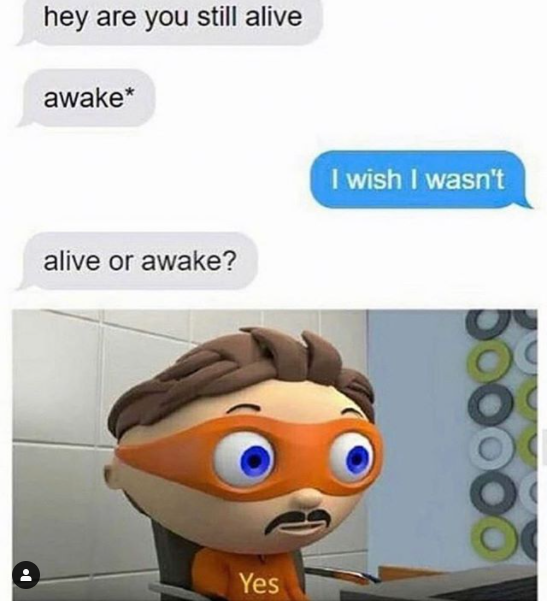 hey are you still alive
awake*
I wish I wasn't
alive or awake?
Yes